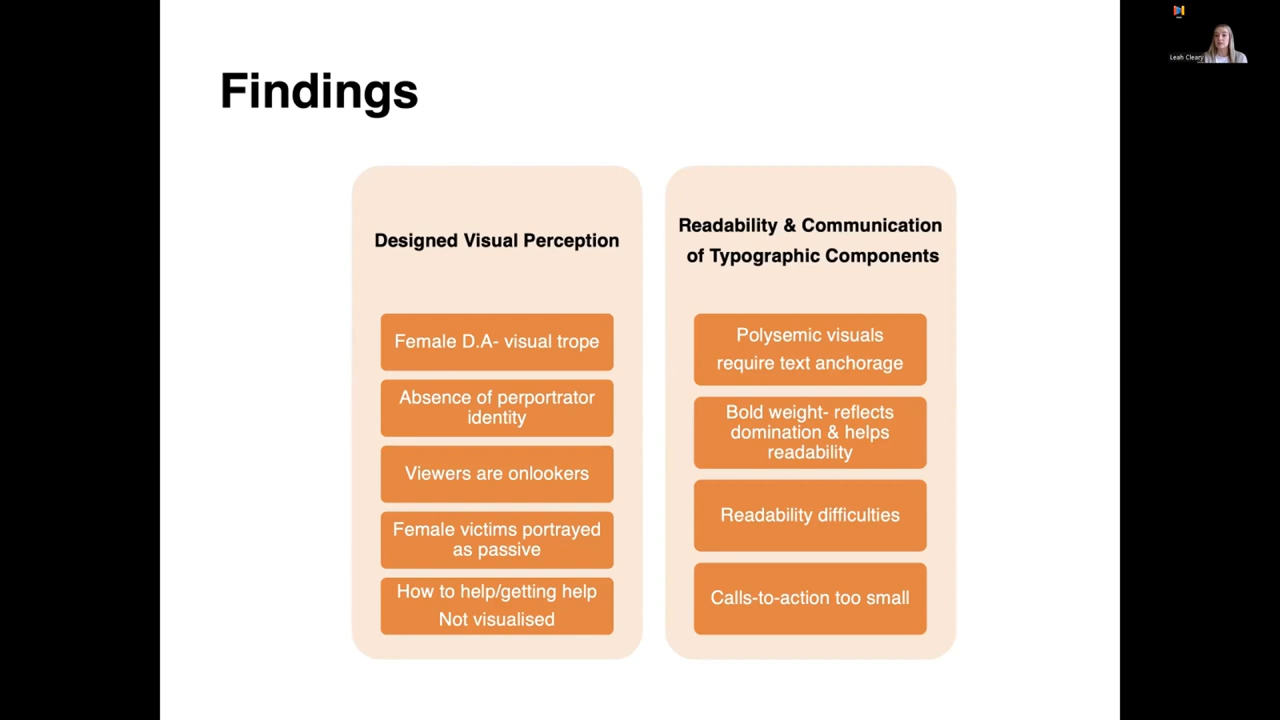 Findings
Designed Visual Perception
Female D.A- visual trope
Absence of perportrator
identity
Viewers are onlookers
Female victims portrayed
as passive
How to help/getting help
Not visualised
Readability & Communication
of Typographic Components
Polysemic visuals
require text anchorage
Bold weight- reflects
domination & helps
readability
Readability difficulties
Calls-to-action too small
Leah Cleary